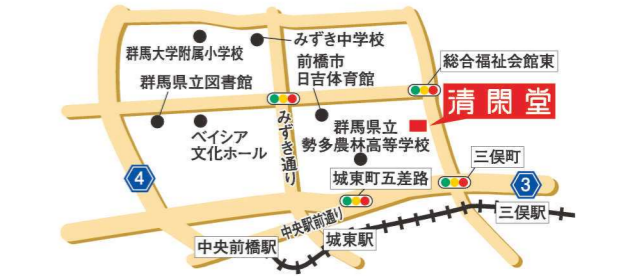 みずき中学校
群馬大学附属小学校
前橋市
日吉体育館
総合福祉会館東
群馬県立図書館
清閑堂
みずき通り
ベイシア
文化ホール
群馬県立
勢多農林高等学校
三俣町
城東町五差路
4
3
中央駅前通り
三俣駅
城東駅
中央前橋駅